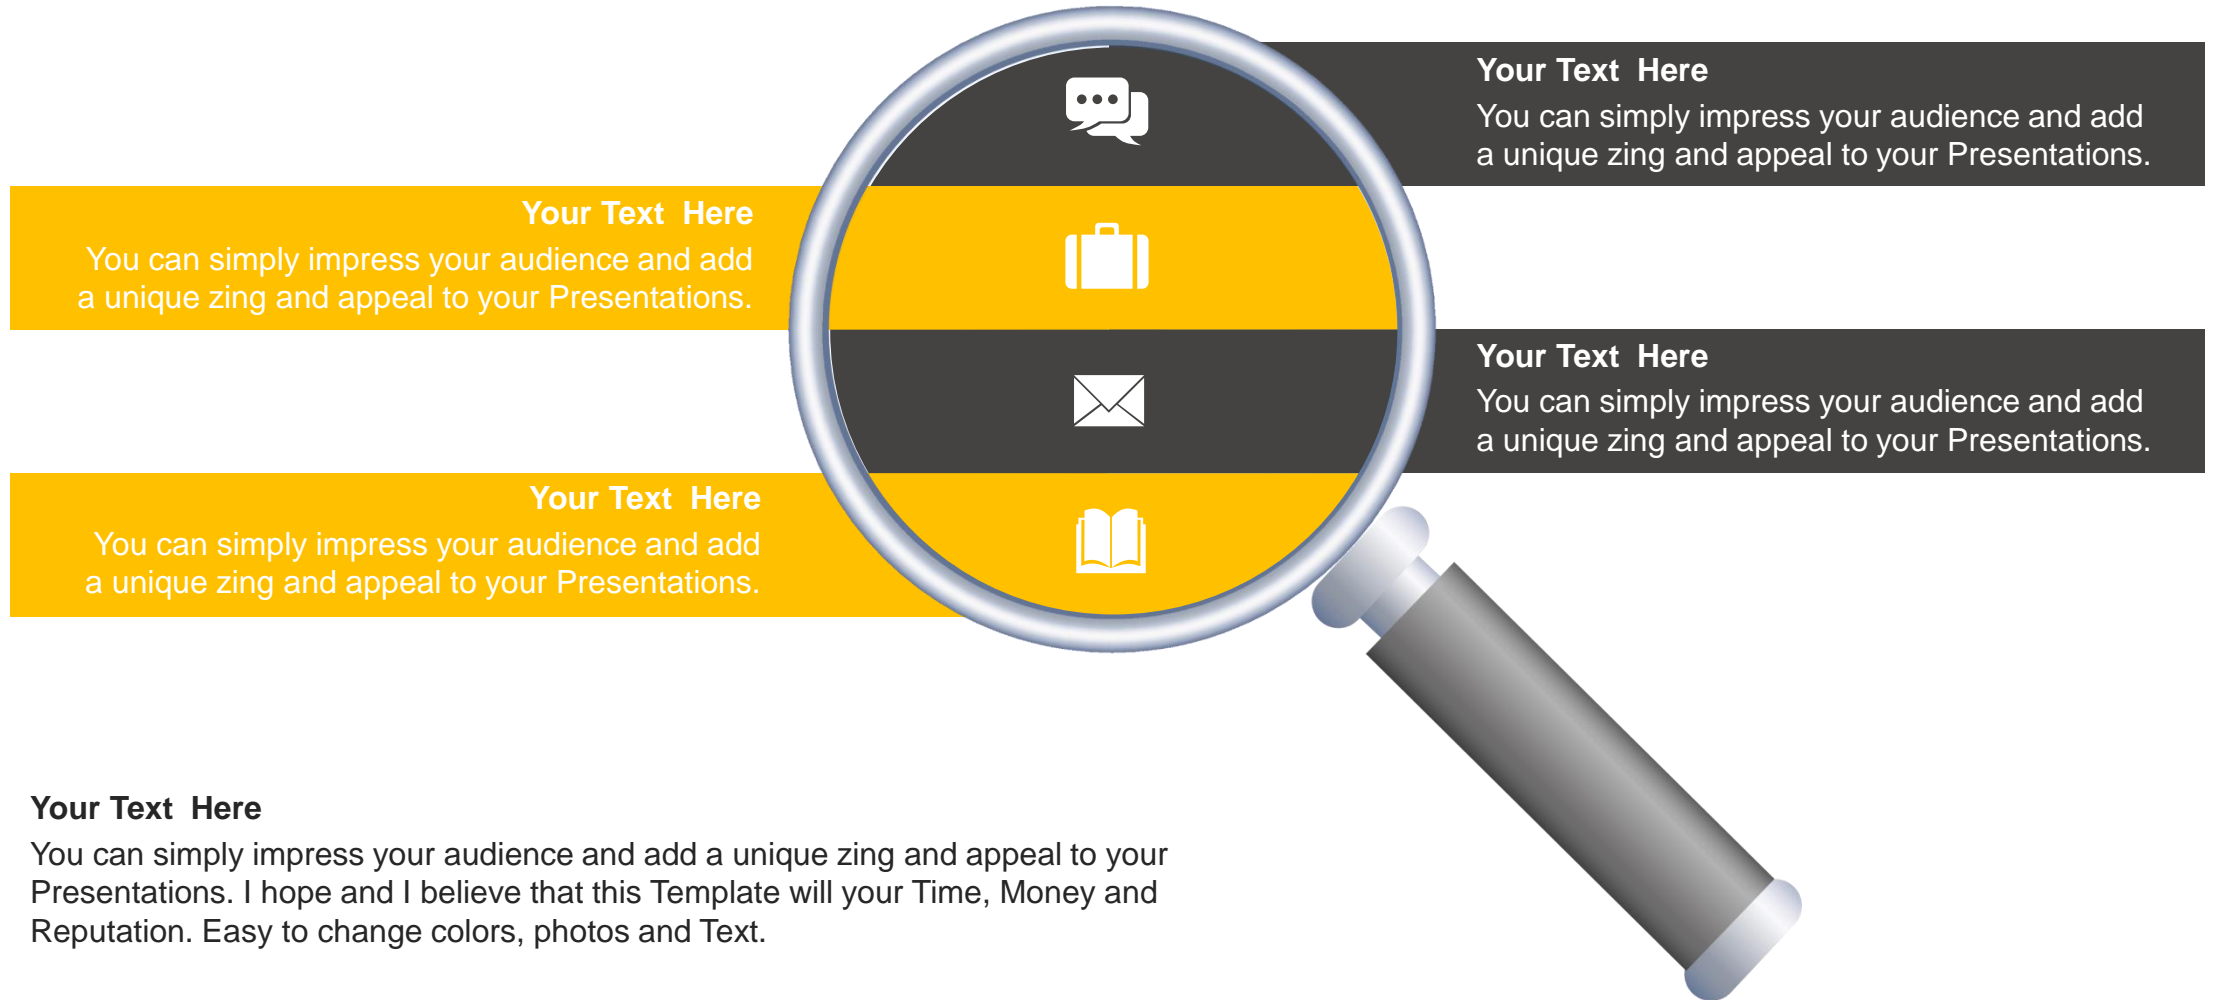 Your Text  Here
You can simply impress your audience and add
a unique zing and appeal to your Presentations.
Your Text  Here
You can simply impress your audience and add
a unique zing and appeal to your Presentations.
Your Text  Here
You can simply impress your audience and add
a unique zing and appeal to your Presentations.
Your Text  Here
You can simply impress your audience and add
a unique zing and appeal to your Presentations.
Your Text  Here
You can simply impress your audience and add a unique zing and appeal to your
Presentations. I hope and I believe that this Template will your Time, Money and
Reputation. Easy to change colors, photos and Text.